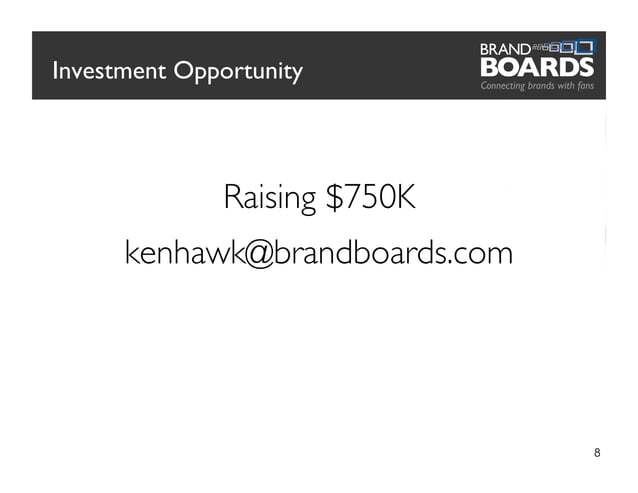 Investment Opportunity
BRAND
BOARDS
Connecting brands with fans
Raising $750K
kenhawk@brandboards.com
8